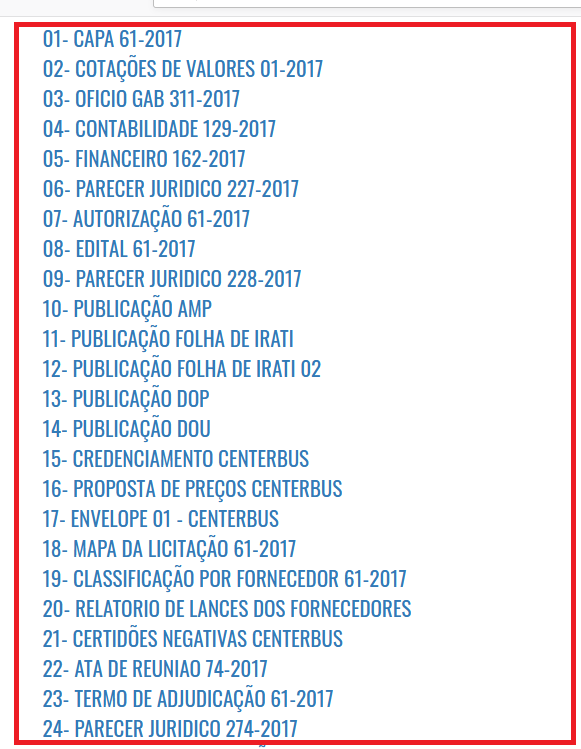 01- CAPA 61-2017
02- COTAÇÕES DE VALORES 01-2017
03- OFICIO GAB 311-2017
04- CONTABILIDADE 129-2017
05- FINANCEIRO 162-2017
06- PARECER JURIDICO 227-2017
07- AUTORIZAÇÃO 61-2017
08- EDITAL 61-2017
09- PARECER JURIDICO 228-2017
10- PUBLICAÇÃO AMP
11- PUBLICAÇÃO FOLHA DE IRATI
12- PUBLICAÇÃO FOLHA DE IRATI 02
13- PUBLICAÇÃO DOP
14- PUBLICAÇÃO DOU
15- CREDENCIAMENTO CENTERBUS
16- PROPOSTA DE PREÇOS CENTERBUS
17- ENVELOPE 01 - CENTERBUS
18- MAPA DA LICITAÇÃO 61-2017
19- CLASSIFICAÇÃO POR FORNECEDOR 61-2017
20- RELATORIO DE LANCES DOS FORNECEDORES
21- CERTIDÕES NEGATIVAS CENTERBUS
22- ATA DE REUNIAO 74-2017
23- TERMO DE ADJUDICAÇÃO 61-2017
24- PARECER JURIDICO 274-2017